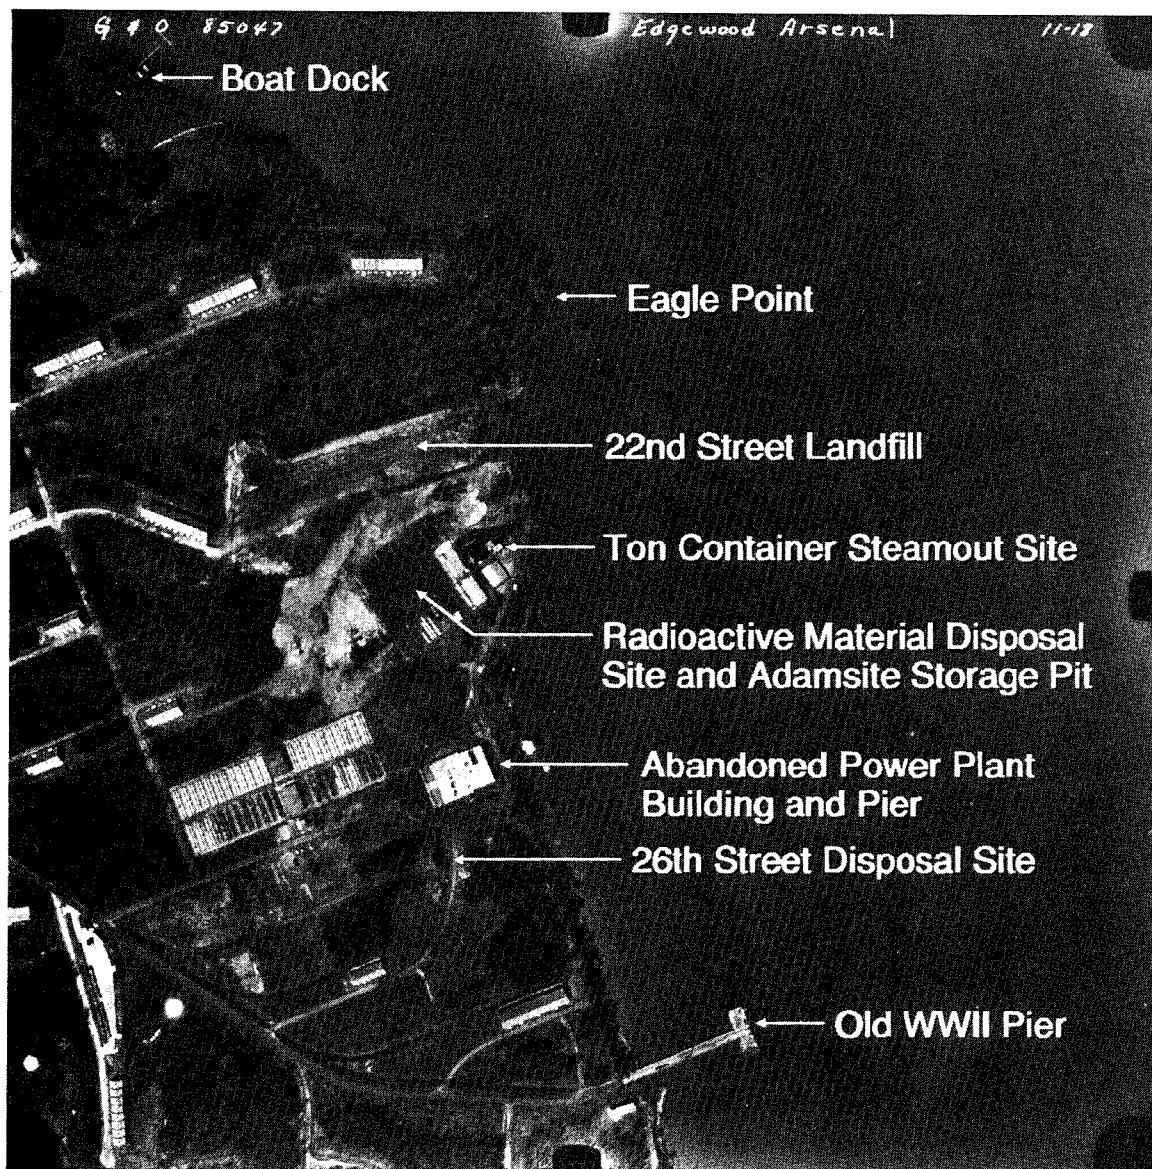 G & O 85047 Edgewood Arsenal 11-18
Boat Dock
Eagle Point
22nd Street Landfill
Ton Container Steamout Site
Radioactive Material Disposal
Site and Adamsite Storage Pit
Abandoned Power Plant
Building and Pier
26th Street Disposal Site
Old WWII Pier